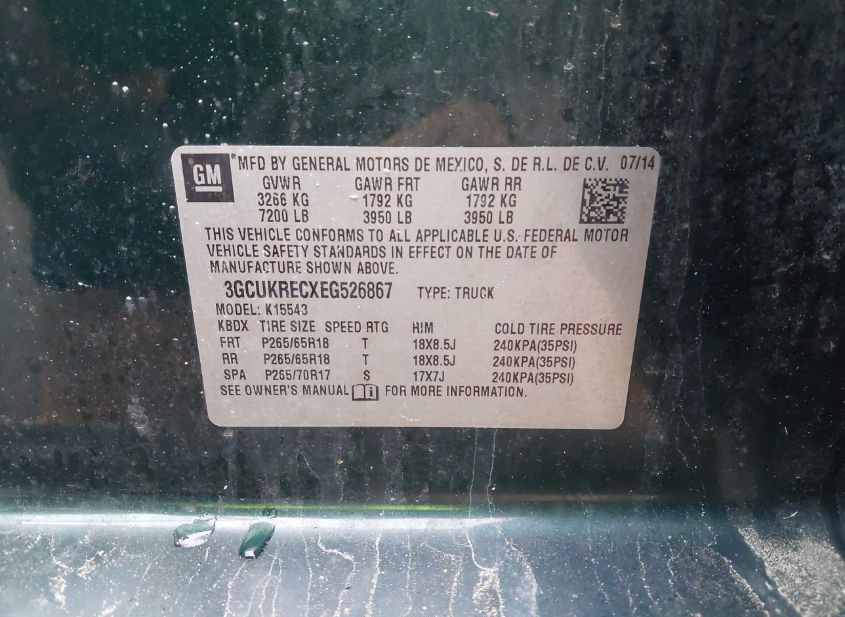 GM *MFD BY GENERAL MOTORS DE MEXICO, S. DE R.L. DE C.V. 07/14
GVWR GAWR FRT GAWR RR
3266 KG 1792 KG 1792 KG
7200 LB 3950 LB 3950 LB
THIS VEHICLE CONFORMS TO ALL APPLICABLE U.S. FEDERAL MOTOR
VEHICLE SAFETY STANDARDS IN EFFECT ON THE DATE OF
MANUFACTURE SHOWN ABOVE.
3GCUKRECXEG526867 TYPE: TRUCK
MODEL: K15543
KBDX TIRE SIZE SPEED RTG RIM COLD TIRE PRESSURE
FRT P265/65R18 T 18X8.5J 240KPA(35PSI)
RR P265/65R18 T 18X8.5J 240KPA(35PSI)
SPA P265/70R17 S 17X7J 240KPA(35PSI)
SEE OWNER'S MANUAL FOR MORE INFORMATION.